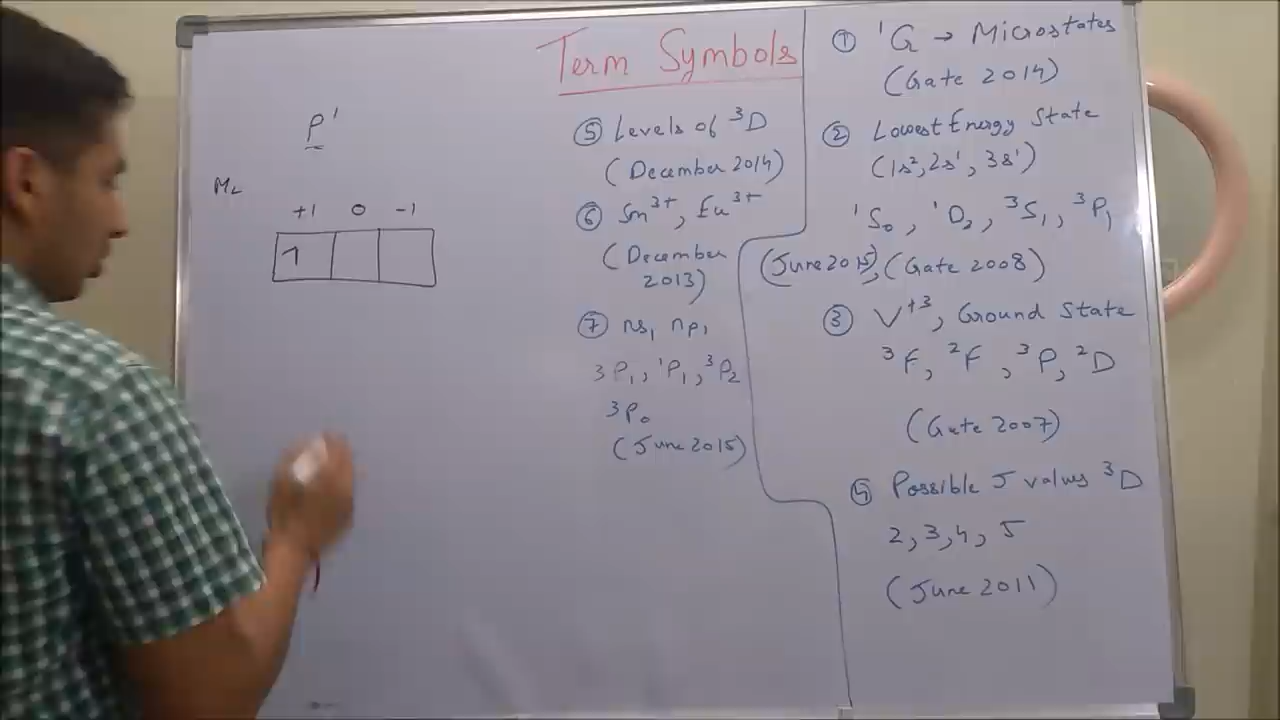 Term Symbols
P¹
M_L
+1 0 -1
1
⑤ Levels of ³D
(December 2014)
⑥ Sm³⁺, Eu³⁺
(December
2013)
⑦ ns, np,
3P₁, ¹P₁, ³P₂
³P₀
(June 2015)
① ¹G → Microstates
(Gate 2014)
② Lowest Energy State
(1s², 2s¹, 3s¹)
¹S₀, ¹D₂, ³S₁, ³P₁
(June 2015), (Gate 2008)
③ V⁺³, Ground State
³F, ²F, ³P, ²D
(Gate 2007)
④ Possible J values ³D
2, 3, 4, 5
(June 2011)